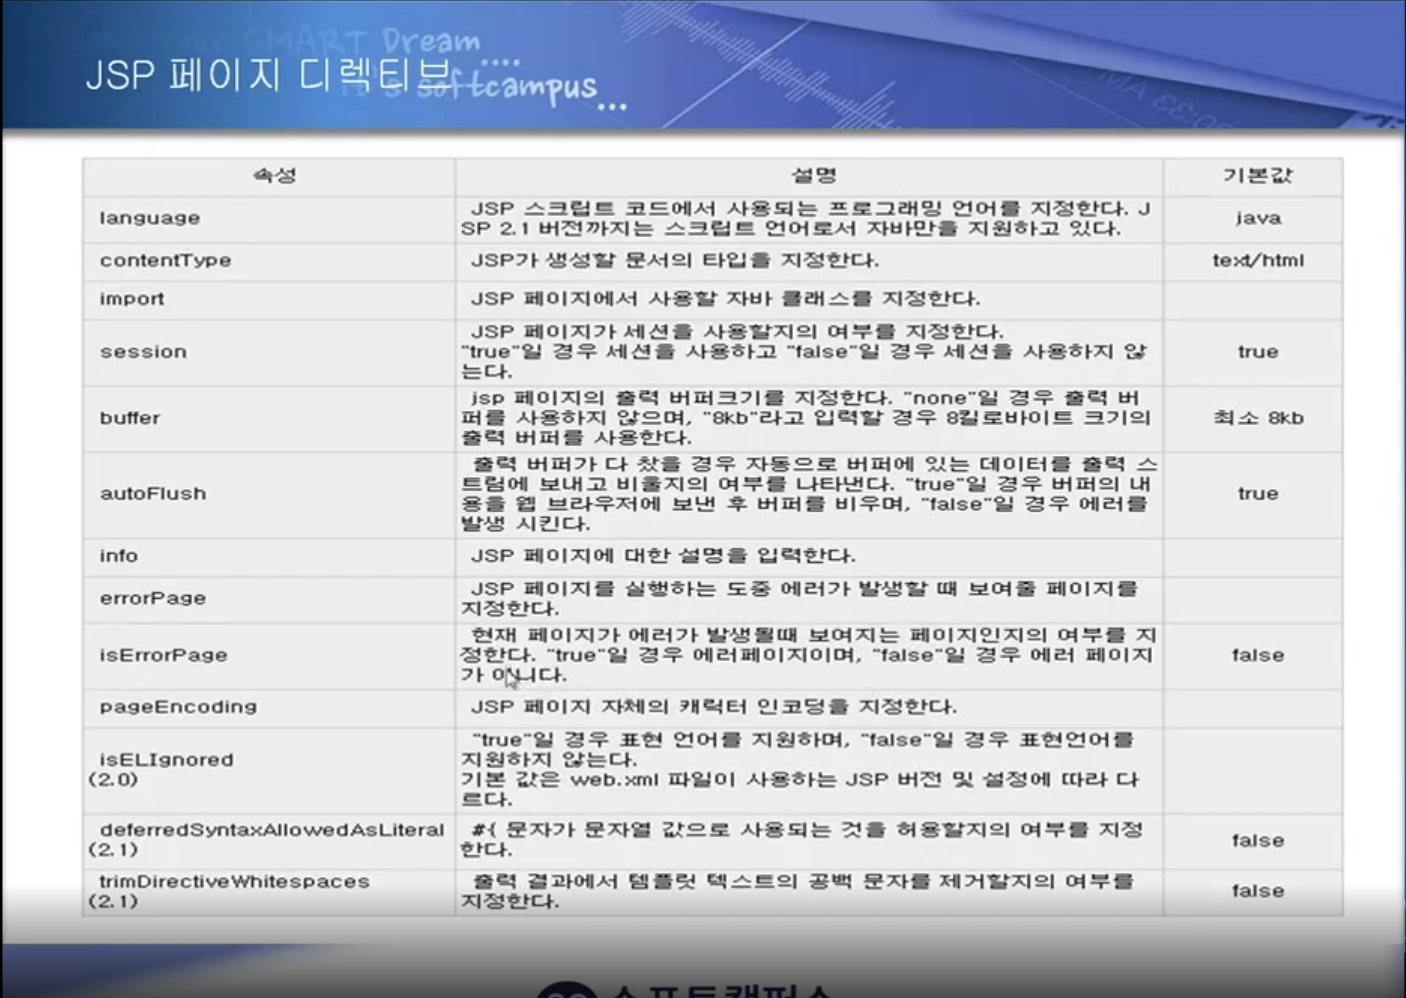 Your SMART Dream
....
JSP 페이지 디렉티브
it's softcampus...
속성 설명 기본값
language JSP 스크립트 코드에서 사용되는 프로그래밍 언어를 지정한다. J java
SP 2.1 버전까지는 스크립트 언어로서 자바만을 지원하고 있다.
contentType JSP가 생성할 문서의 타입을 지정한다. text/html
import JSP 페이지에서 사용할 자바 클래스를 지정한다.
JSP 페이지가 세션을 사용할지의 여부를 지정한다.
session "true"일 경우 세션을 사용하고 "false"일 경우 세션을 사용하지 않 true
는다.
jsp 페이지의 출력 버퍼크기를 지정한다. "none"일 경우 출력 버
buffer 퍼를 사용하지 않으며, "8kb"라고 입력할 경우 8킬로바이트 크기의 최소 8kb
출력 버퍼를 사용한다.
출력 버퍼가 다 찼을 경우 자동으로 버퍼에 있는 데이터를 출력 스
autoFlush 트림에 보내고 비울지의 여부를 나타낸다. "true"일 경우 버퍼의 내 true
용을 웹 브라우저에 보낸 후 버퍼를 비우며, "false"일 경우 에러를
발생 시킨다.
info JSP 페이지에 대한 설명을 입력한다.
errorPage JSP 페이지를 실행하는 도중 에러가 발생할 때 보여줄 페이지를
지정한다.
현재 페이지가 에러가 발생될때 보여지는 페이지인지의 여부를 지
isErrorPage 정한다. "true"일 경우 에러페이지이며, "false"일 경우 에러 페이지 false
가 아니다.
pageEncoding JSP 페이지 자체의 캐릭터 인코딩을 지정한다.
"true"일 경우 표현 언어를 지원하며, "false"일 경우 표현언어를
isELIgnored 지원하지 않는다.
(2.0) 기본 값은 web.xml 파일이 사용하는 JSP 버전 및 설정에 따라 다
르다.
deferredSyntaxAllowedAsLiteral #{ 문자가 문자열 값으로 사용되는 것을 허용할지의 여부를 지정 false
(2.1) 한다.
trimDirectiveWhitespaces 출력 결과에서 템플릿 텍스트의 공백 문자를 제거할지의 여부를 false
(2.1) 지정한다.
소프트캠퍼스